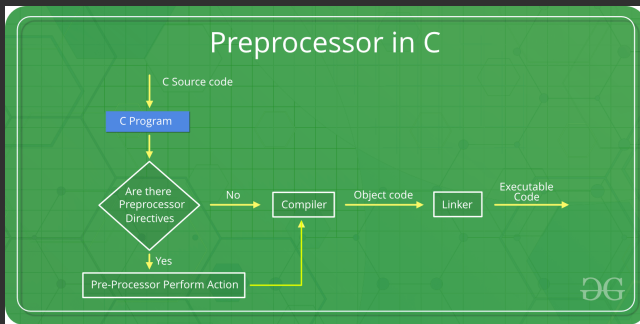 Preprocessor in C
C Source code
C Program
Are there
Preprocessor
Directives
No
Compiler
Object code
Linker
Executable
Code
Yes
Pre-Processor Perform Action